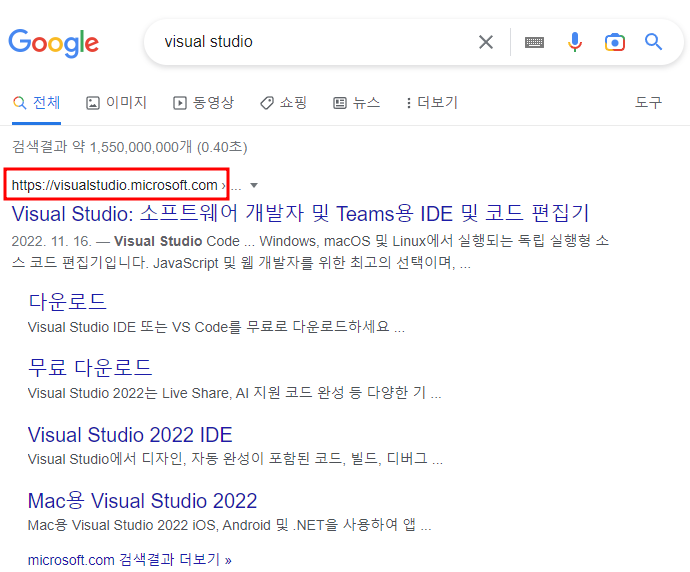 Google
visual studio
전체 이미지 동영상 쇼핑 뉴스 더보기 도구
검색결과 약 1,550,000,000개 (0.40초)
https://visualstudio.microsoft.com › ...
Visual Studio: 소프트웨어 개발자 및 Teams용 IDE 및 코드 편집기
2022. 11. 16. — Visual Studio Code ... Windows, macOS 및 Linux에서 실행되는 독립 실행형 소
스 코드 편집기입니다. JavaScript 및 웹 개발자를 위한 최고의 선택이며, ...
다운로드
Visual Studio IDE 또는 VS Code를 무료로 다운로드하세요 ...
무료 다운로드
Visual Studio 2022는 Live Share, AI 지원 코드 완성 등 다양한 기 ...
Visual Studio 2022 IDE
Visual Studio에서 디자인, 자동 완성이 포함된 코드, 빌드, 디버그 ...
Mac용 Visual Studio 2022
Mac용 Visual Studio 2022 iOS, Android 및 .NET을 사용하여 앱 ...
microsoft.com 검색결과 더보기 »